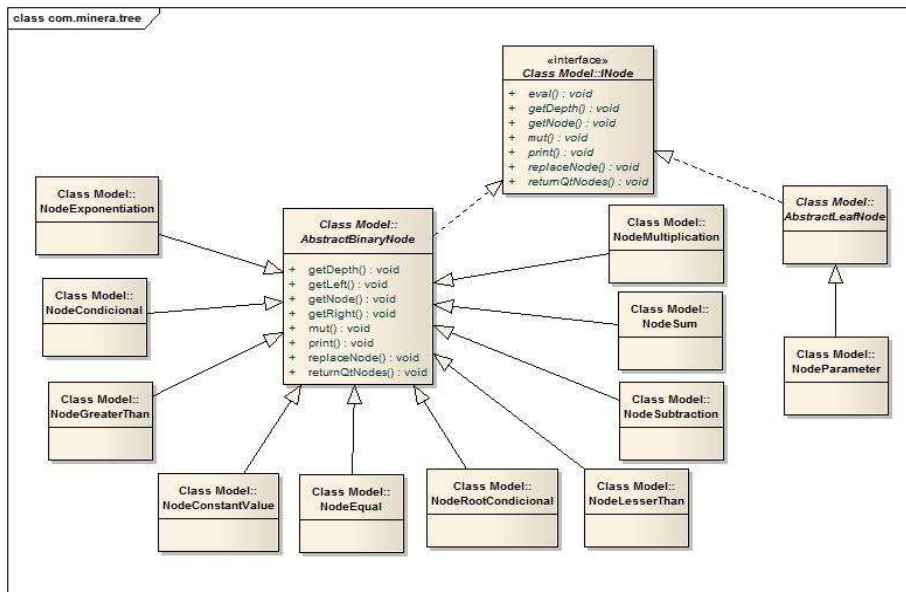 class com.minera.tree
«interface»
Class Model::INode
+ eval() : void
+ getDepth() : void
+ getNode() : void
+ mut() : void
+ print() : void
+ replaceNode() : void
+ returnQtNodes() : void
Class Model::
NodeExponentiation
Class Model::
AbstractBinaryNode
+ getDepth() : void
+ getLeft() : void
+ getNode() : void
+ getRight() : void
+ mut() : void
+ print() : void
+ replaceNode() : void
+ returnQtNodes() : void
Class Model::
NodeMultiplication
Class Model::
AbstractLeafNode
Class Model::
NodeCondicional
Class Model::
NodeSum
Class Model::
NodeParameter
Class Model::
NodeGreaterThan
Class Model::
NodeSubtraction
Class Model::
NodeConstantValue
Class Model::
NodeEqual
Class Model::
NodeRootCondicional
Class Model::
NodeLesserThan